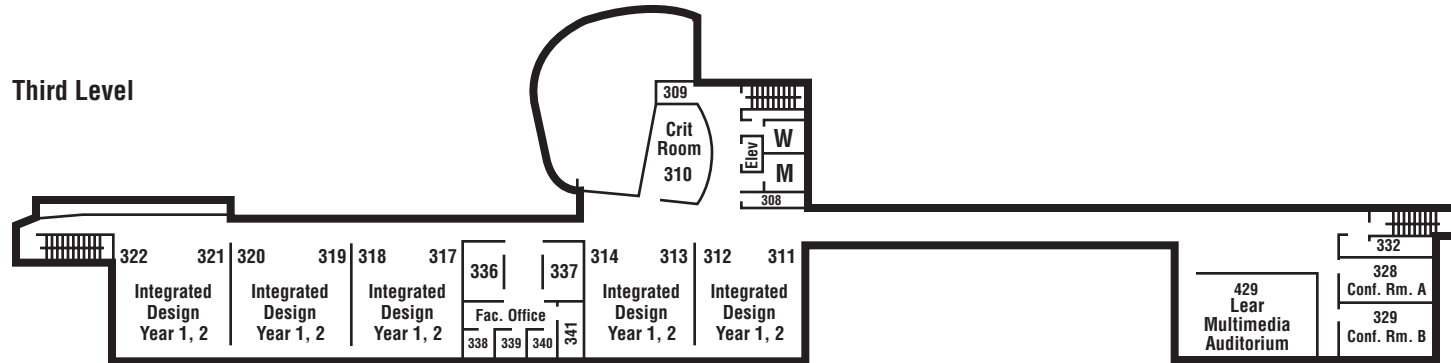 Third Level
309
Crit
Room
310
W
Elev
M
308
322
321
Integrated
Design
Year 1, 2
320
319
Integrated
Design
Year 1, 2
318
317
Integrated
Design
Year 1, 2
336
337
Fac. Office
338
339
340
341
314
313
Integrated
Design
Year 1, 2
312
311
Integrated
Design
Year 1, 2
429
Lear
Multimedia
Auditorium
332
328
Conf. Rm. A
329
Conf. Rm. B